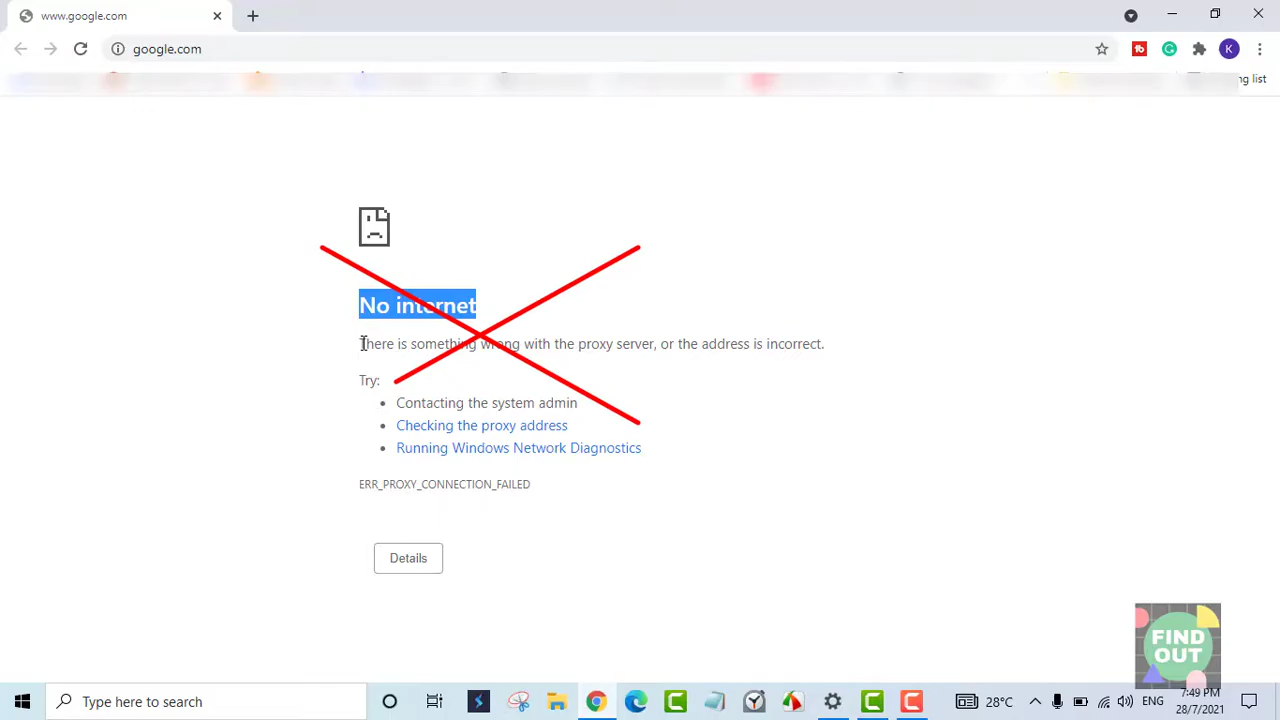 www.google.com
google.com
ng list
No internet
There is something wrong with the proxy server, or the address is incorrect.
Try:
Contacting the system admin
Checking the proxy address
Running Windows Network Diagnostics
ERR_PROXY_CONNECTION_FAILED
Details
FIND
OUT
Type here to search
28°C
ENG
7:49 PM
28/7/2021
K